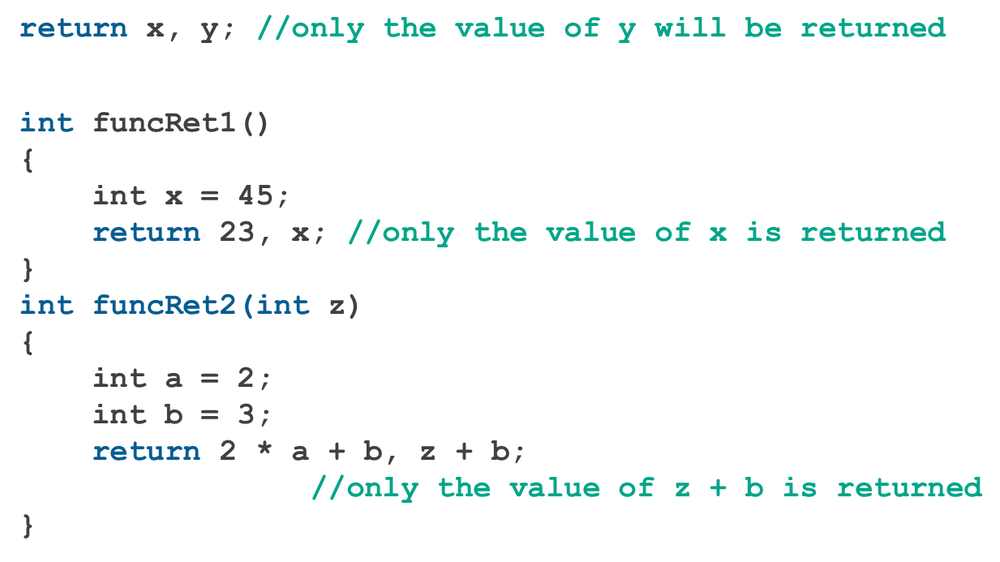 return x, y; //only the value of y will be returned
int funcRet1()
{
    int x = 45;
    return 23, x; //only the value of x is returned
}
int funcRet2(int z)
{
    int a = 2;
    int b = 3;
    return 2 * a + b, z + b;
                //only the value of z + b is returned
}